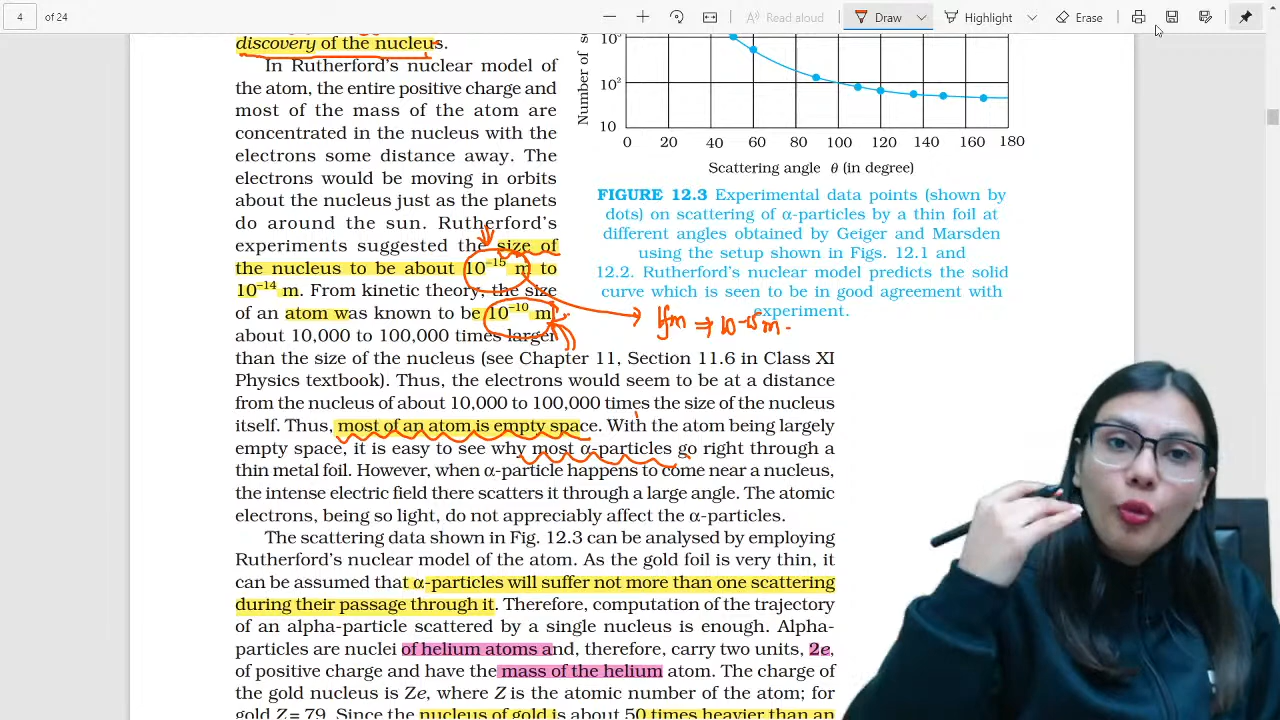 4 of 24
Read aloud
Draw
Highlight
Erase
discovery of the nucleus.
In Rutherford's nuclear model of
the atom, the entire positive charge and
most of the mass of the atom are
concentrated in the nucleus with the
electrons some distance away. The
electrons would be moving in orbits
about the nucleus just as the planets
do around the sun. Rutherford's
experiments suggested the size of
the nucleus to be about 10⁻¹⁵ m to
10⁻¹⁴ m. From kinetic theory, the size
of an atom was known to be 10⁻¹⁰ m,
about 10,000 to 100,000 times larger
than the size of the nucleus (see Chapter 11, Section 11.6 in Class XI
Physics textbook). Thus, the electrons would seem to be at a distance
from the nucleus of about 10,000 to 100,000 times the size of the nucleus
itself. Thus, most of an atom is empty space. With the atom being largely
empty space, it is easy to see why most α-particles go right through a
thin metal foil. However, when α-particle happens to come near a nucleus,
the intense electric field there scatters it through a large angle. The atomic
electrons, being so light, do not appreciably affect the α-particles.
The scattering data shown in Fig. 12.3 can be analysed by employing
Rutherford's nuclear model of the atom. As the gold foil is very thin, it
can be assumed that α-particles will suffer not more than one scattering
during their passage through it. Therefore, computation of the trajectory
of an alpha-particle scattered by a single nucleus is enough. Alpha-
particles are nuclei of helium atoms and, therefore, carry two units, 2e,
of positive charge and have the mass of the helium atom. The charge of
the gold nucleus is Ze, where Z is the atomic number of the atom; for
gold Z = 79. Since the nucleus of gold is about 50 times heavier than an
Number of
10³
10²
10
0 20 40 60 80 100 120 140 160 180
Scattering angle θ (in degree)
FIGURE 12.3 Experimental data points (shown by
dots) on scattering of α-particles by a thin foil at
different angles obtained by Geiger and Marsden
using the setup shown in Figs. 12.1 and
12.2. Rutherford's nuclear model predicts the solid
curve which is seen to be in good agreement with
experiment.
1fm ⇒ 10⁻¹⁵ m.